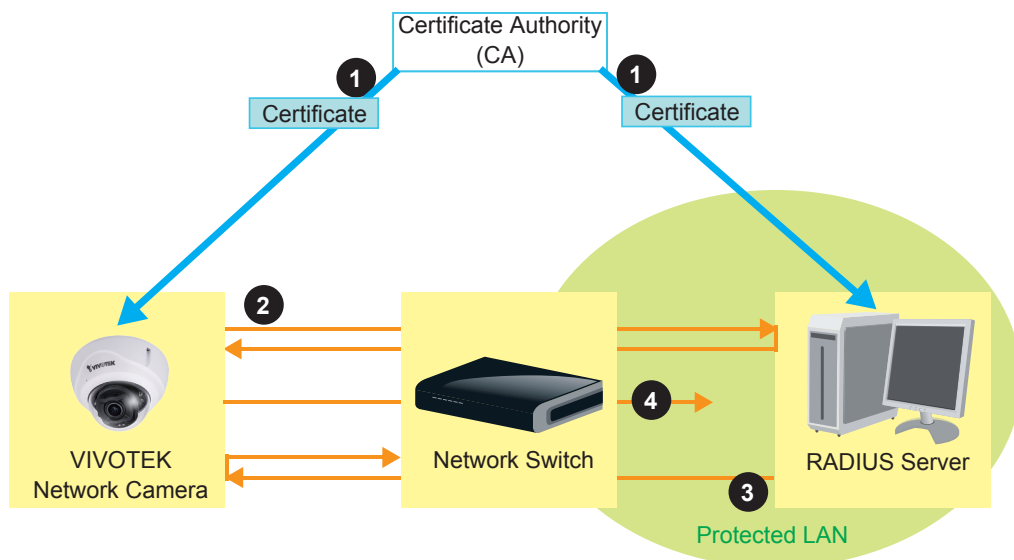 Certificate Authority
(CA)
1
1
Certificate
Certificate
2
VIVOTEK
4
VIVOTEK
Network Camera
Network Switch
RADIUS Server
3
Protected LAN